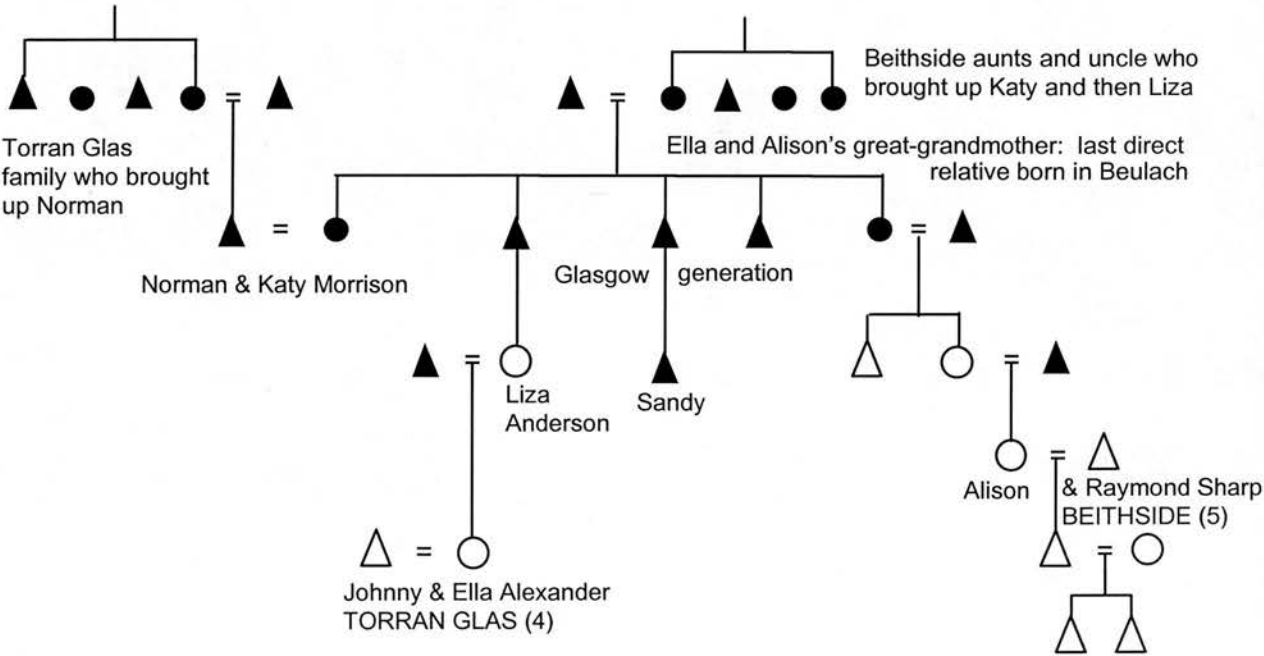 Beithside aunts and uncle who
brought up Katy and then Liza
Torran Glas
family who brought
up Norman
Ella and Alison's great-grandmother: last direct
relative born in Beulach
Norman & Katy Morrison
Glasgow generation
Liza
Anderson
Sandy
Alison & Raymond Sharp
BEITHSIDE (5)
Johnny & Ella Alexander
TORRAN GLAS (4)